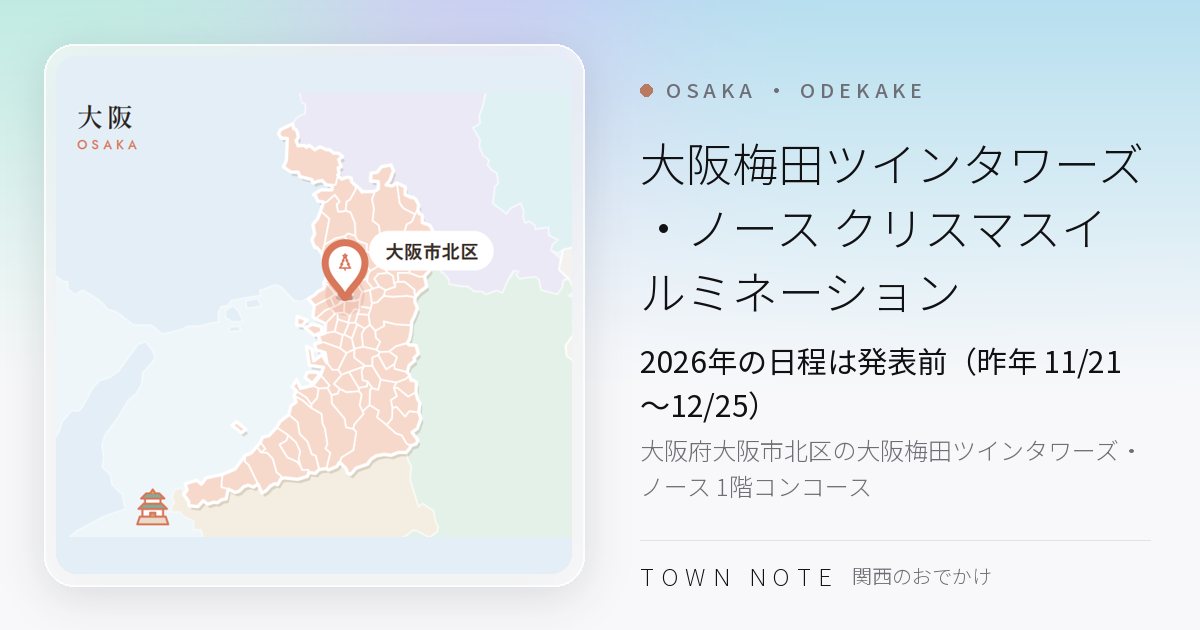 大阪
OSAKA
大阪市北区
OSAKA • ODEKAKE
大阪梅田ツインタワーズ
・ノース クリスマスイ
ルミネーション
2026年の日程は発表前（昨年 11/21
〜12/25）
大阪府大阪市北区の大阪梅田ツインタワーズ・
ノース 1階コンコース
TOWN NOTE 関西のおでかけ